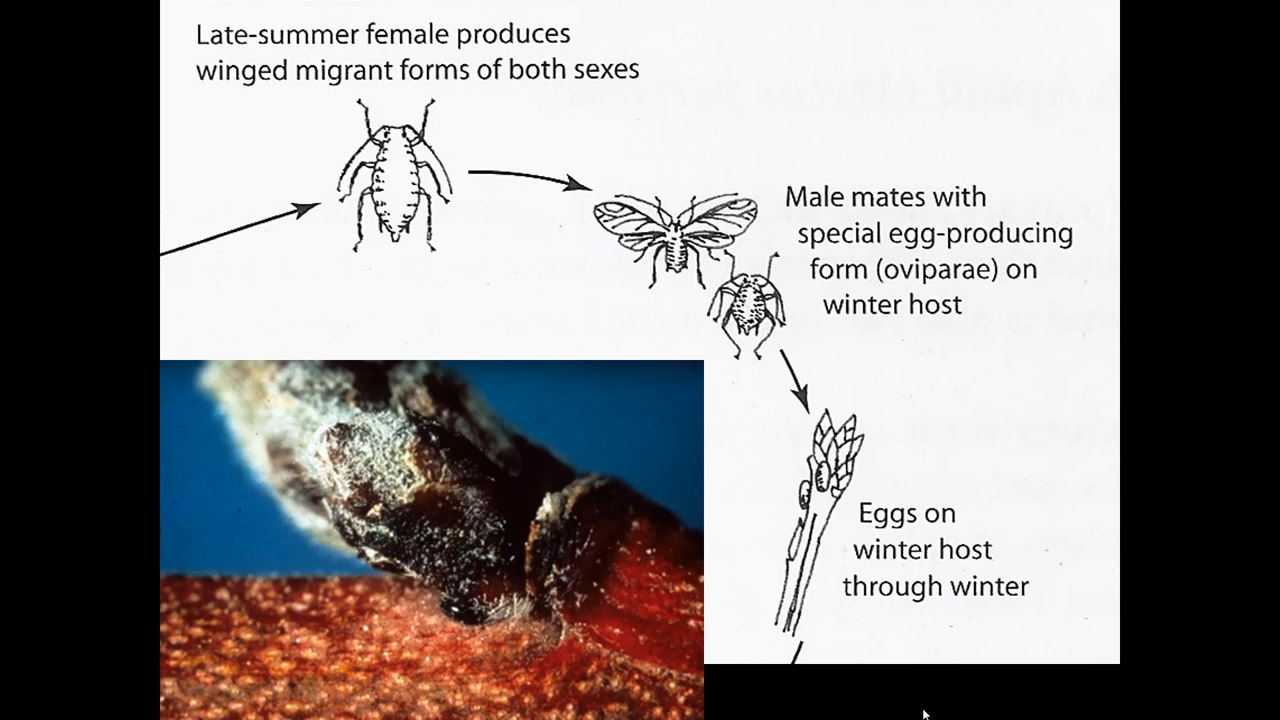 Late-summer female produces
winged migrant forms of both sexes
Male mates with
special egg-producing
form (oviparae) on
winter host
Eggs on
winter host
through winter